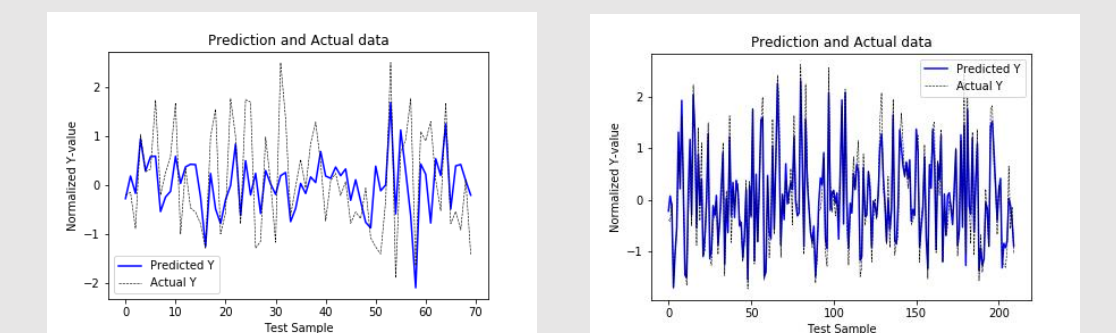 Prediction and Actual data
Normalized Y-value
2
1
0
−1
−2
Predicted Y
Actual Y
0 10 20 30 40 50 60 70
Test Sample
Prediction and Actual data
Normalized Y-value
2
1
0
−1
Predicted Y
Actual Y
0 50 100 150 200
Test Sample